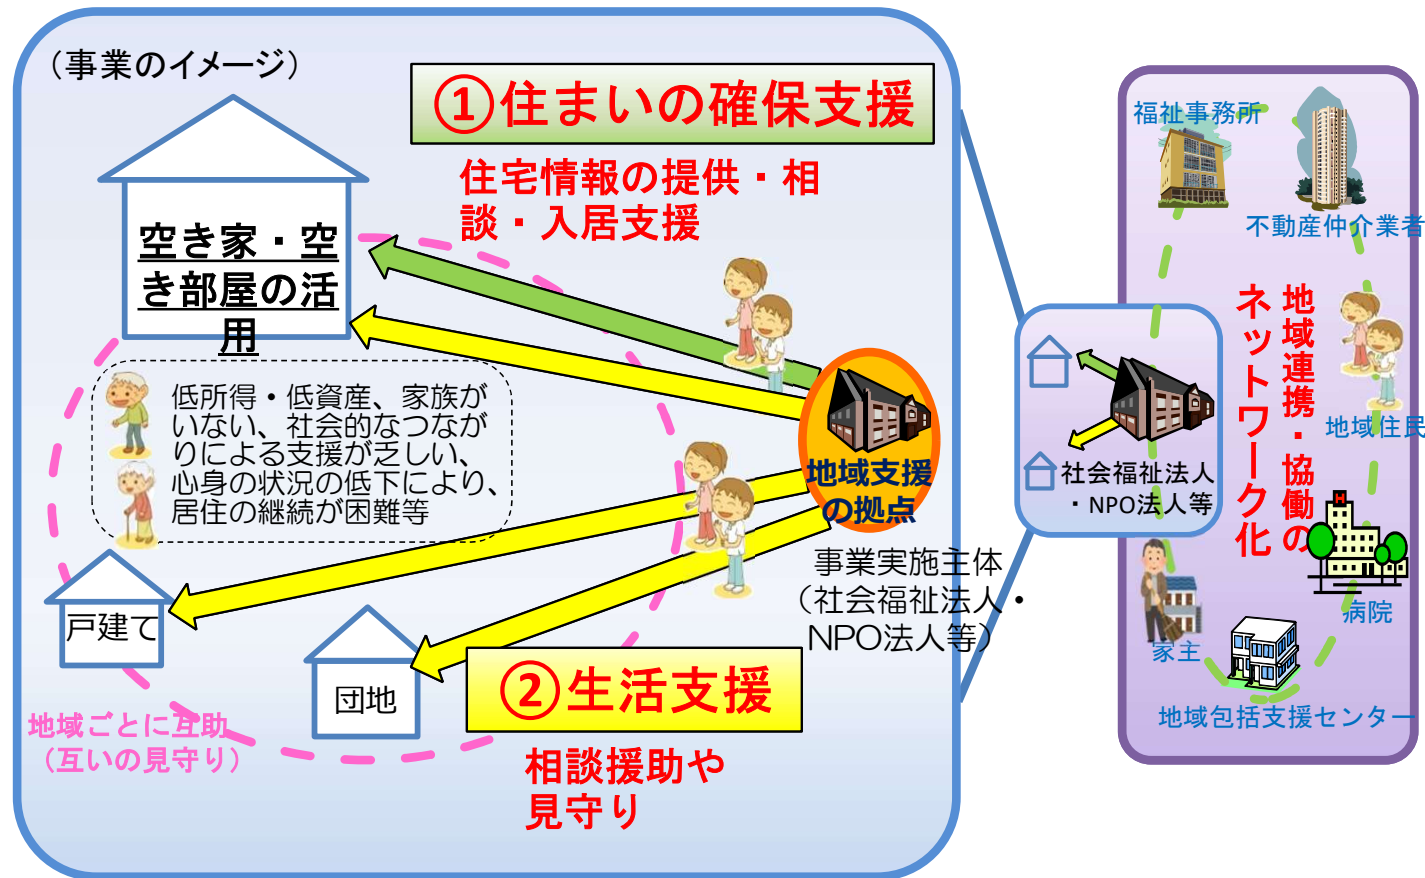 （事業のイメージ）
①住まいの確保支援
住宅情報の提供・相
談・入居支援
空き家・空
き部屋の活
用
低所得・低資産、家族が
いない、社会的なつなが
りによる支援が乏しい、
心身の状況の低下により、
居住の継続が困難等
地域支援
の拠点
事業実施主体
（社会福祉法人・
NPO法人等）
戸建て
団地
②生活支援
相談援助や
見守り
地域ごとに互助
（互いの見守り）
福祉事務所
不動産仲介業者
地域連携・協働の
ネットワーク化
地域住民
社会福祉法人
・NPO法人等
H
病院
家主
地域包括支援センター